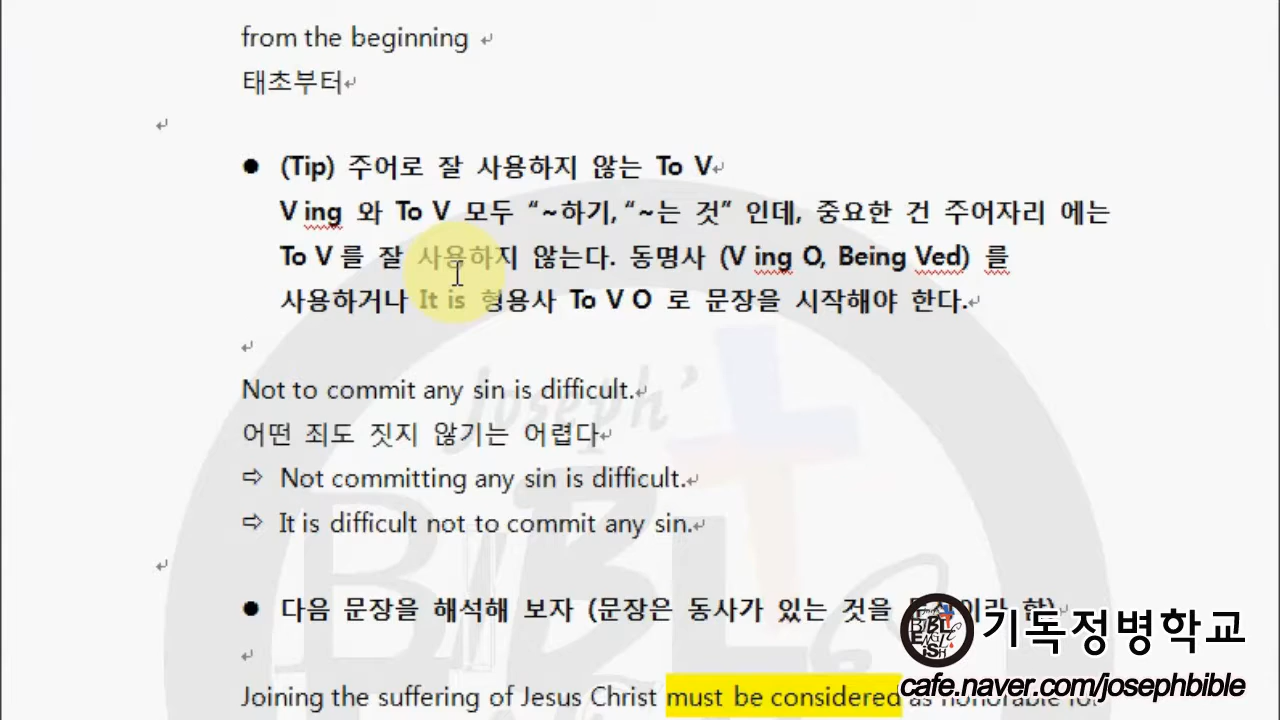 from the beginning
태초부터
● (Tip) 주어로 잘 사용하지 않는 To V
V ing 와 To V 모두 “~하기, “~는 것” 인데, 중요한 건 주어자리 에는
To V 를 잘 사용하지 않는다. 동명사 (V ing O, Being Ved) 를
사용하거나 It is 형용사 To V O 로 문장을 시작해야 한다.
Not to commit any sin is difficult.
어떤 죄도 짓지 않기는 어렵다
⇨ Not committing any sin is difficult.
⇨ It is difficult not to commit any sin.
● 다음 문장을 해석해 보자 (문장은 동사가 있는 것을
Joining the suffering of Jesus Christ must be considered as honorable
기독정병학교
cafe.naver.com/josephbible
Joseph'
BIBLE
BIBLE
ENGLISH